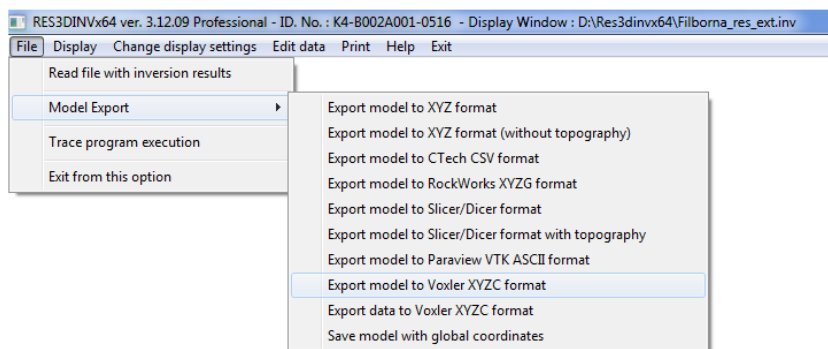 RES3DINVx64 ver. 3.12.09 Professional - ID. No. : K4-B002A001-0516 - Display Window : D:\Res3dinvx64\Filborna_res_ext.inv
File Display Change display settings Edit data Print Help Exit
Read file with inversion results
Model Export
Trace program execution
Exit from this option
Export model to XYZ format
Export model to XYZ format (without topography)
Export model to CTech CSV format
Export model to RockWorks XYZG format
Export model to Slicer/Dicer format
Export model to Slicer/Dicer format with topography
Export model to Paraview VTK ASCII format
Export model to Voxler XYZC format
Export data to Voxler XYZC format
Save model with global coordinates